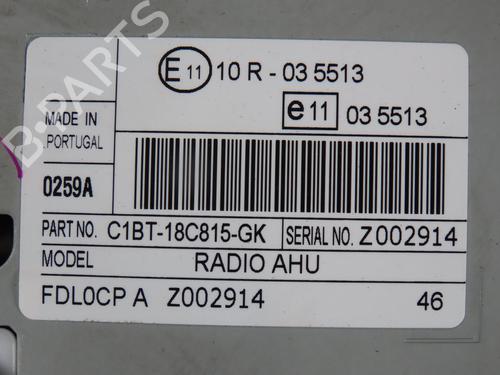 E 11 10 R - 03 5513
e 11 03 5513
MADE IN
PORTUGAL
0259A
PART NO. C1BT-18C815-GK SERIAL NO. Z002914
MODEL RADIO AHU
FDL0CP A Z002914 46
B-PARTS